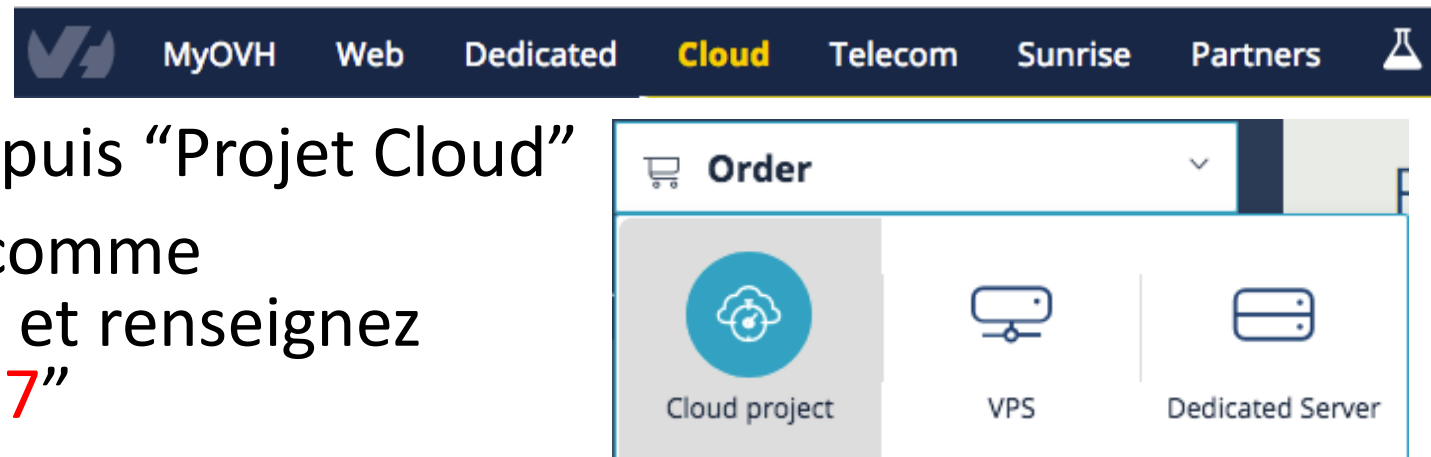 MyOVH Web Dedicated Cloud Telecom Sunrise Partners
puis “Projet Cloud”
comme
et renseignez
7”
Order
Cloud project VPS Dedicated Server